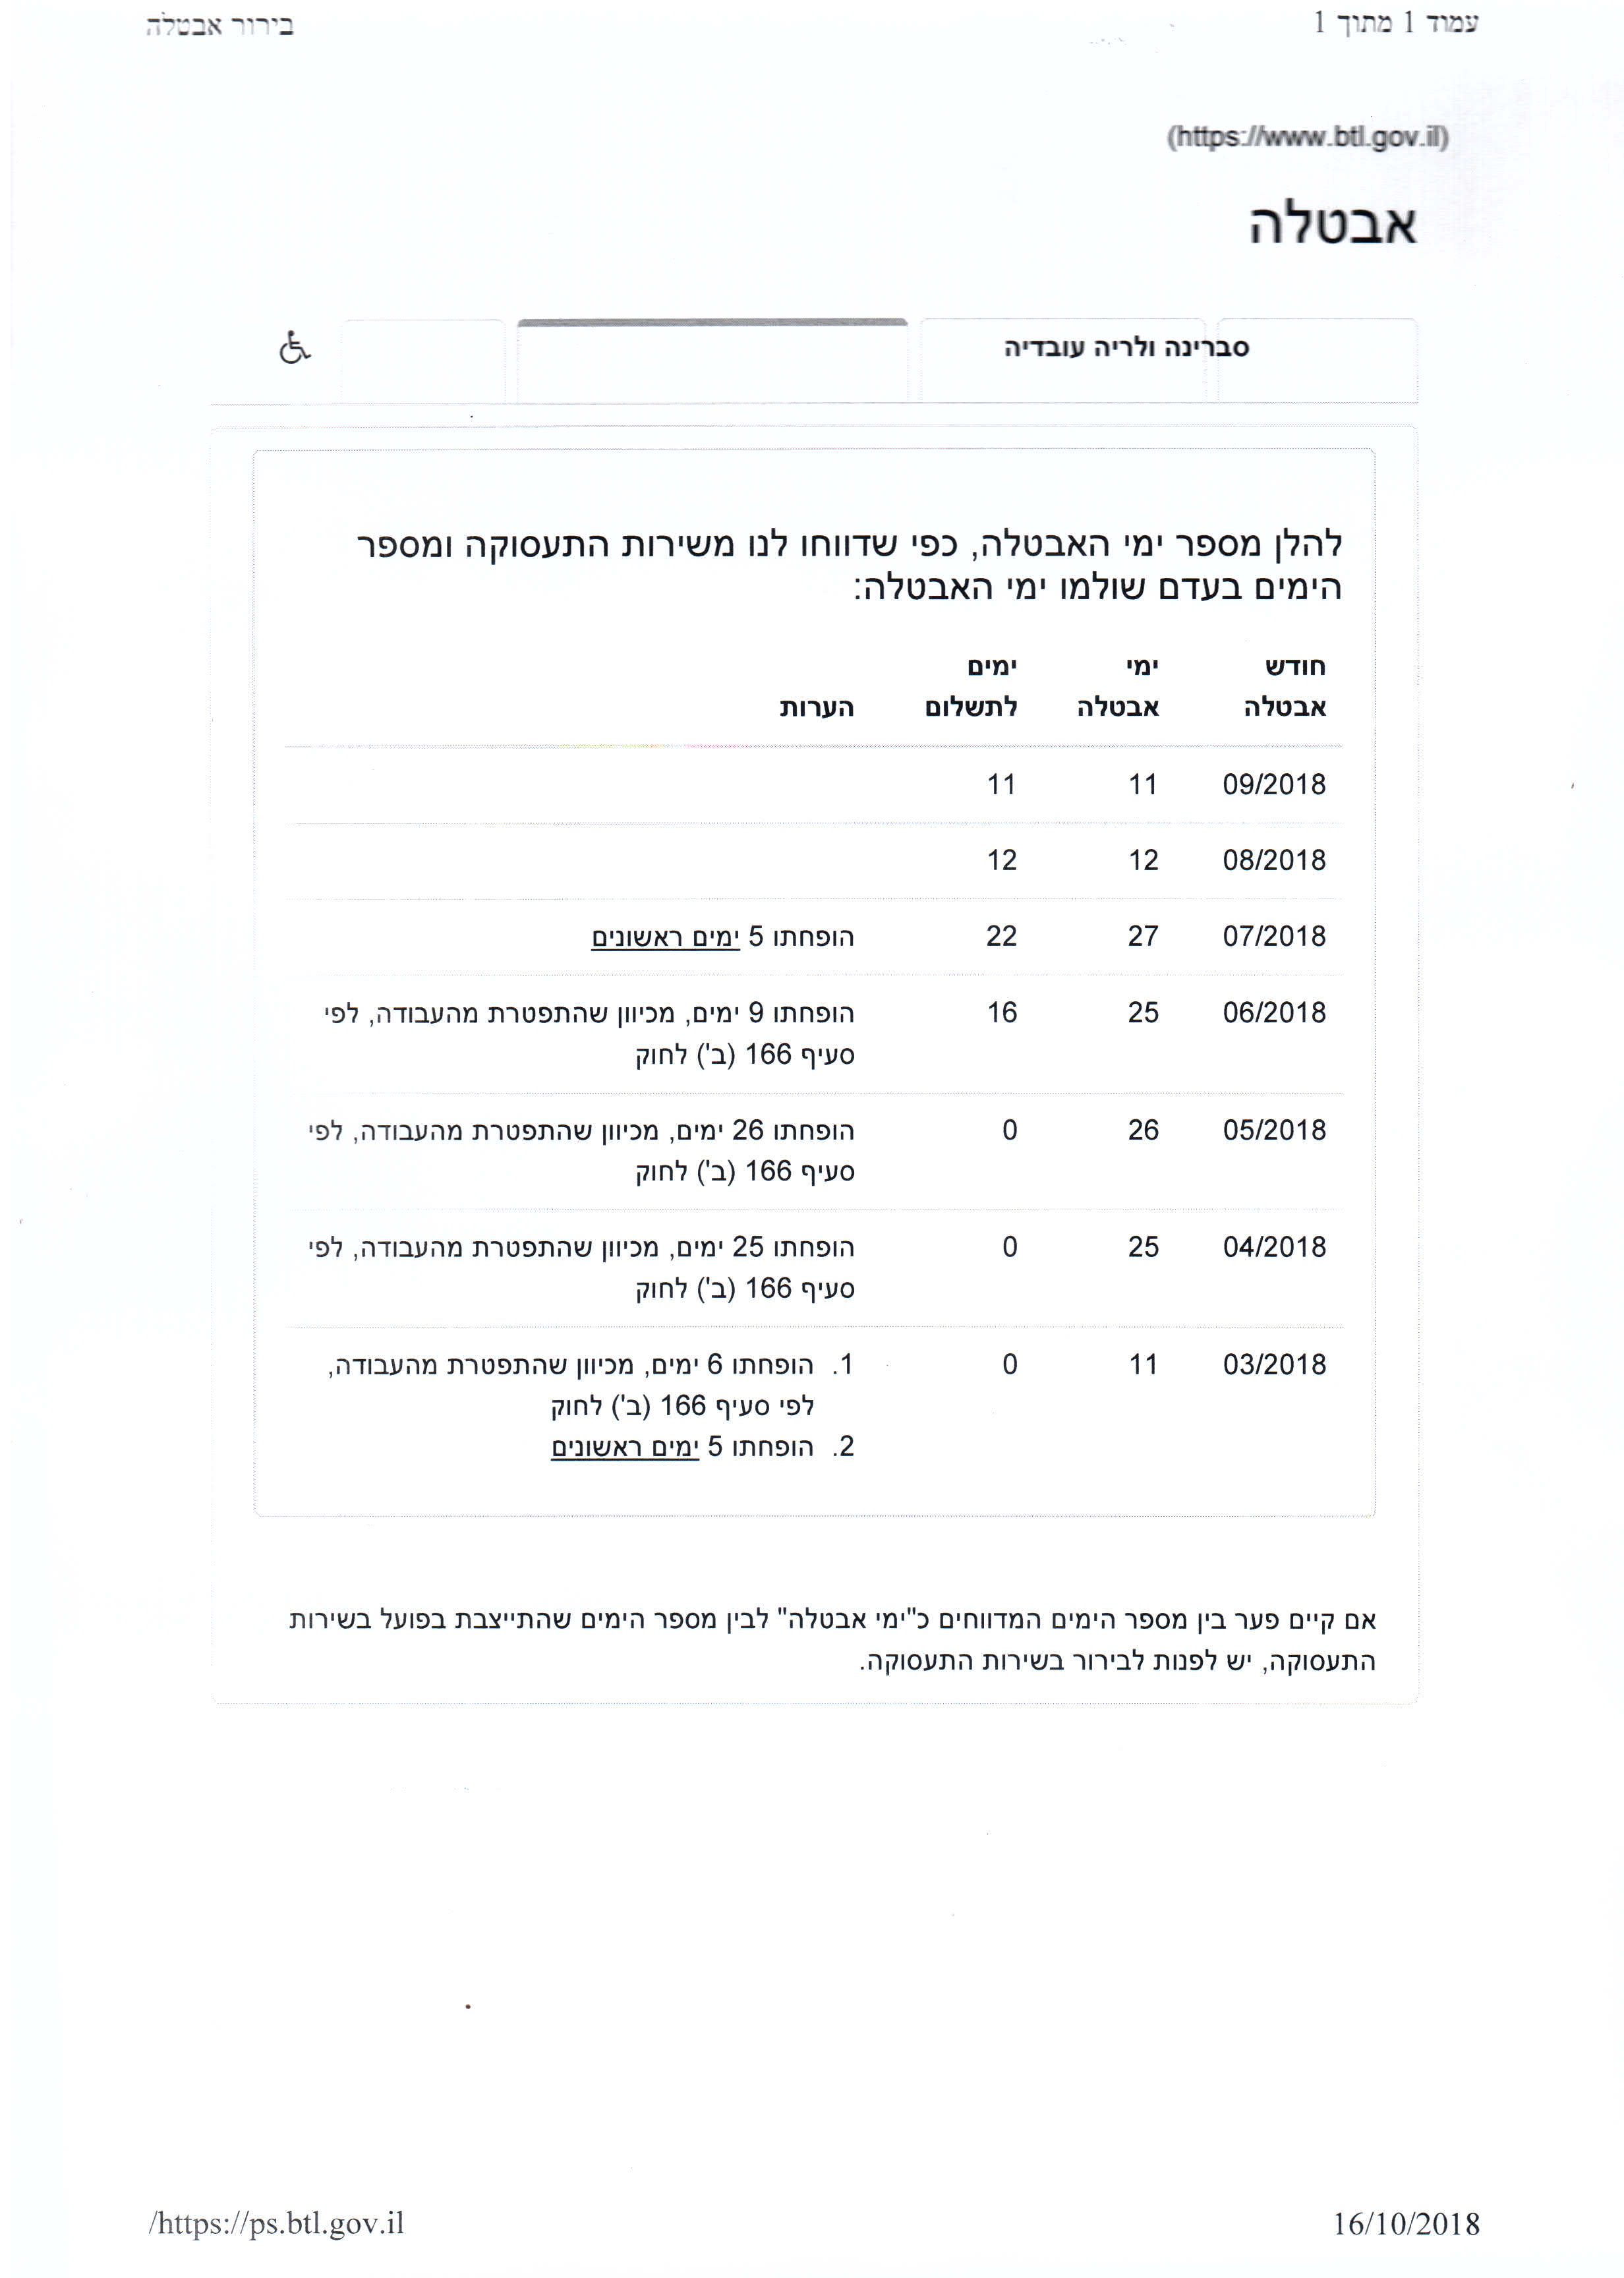 עמוד 1 מתוך 1
בירור אבטלה
(https://www.btl.gov.il)
אבטלה
סברינה ולריה עובדיה
להלן מספר ימי האבטלה, כפי שדווחו לנו משירות התעסוקה ומספר
הימים בעדם שולמו ימי האבטלה:
חודש ימי ימים
אבטלה אבטלה לתשלום הערות
09/2018 11 11
08/2018 12 12
07/2018 27 22 הופחתו 5 ימים ראשונים
06/2018 25 16 הופחתו 9 ימים, מכיוון שהתפטרת מהעבודה, לפי
סעיף 166 (ב') לחוק
05/2018 26 0 הופחתו 26 ימים, מכיוון שהתפטרת מהעבודה, לפי
סעיף 166 (ב') לחוק
04/2018 25 0 הופחתו 25 ימים, מכיוון שהתפטרת מהעבודה, לפי
סעיף 166 (ב') לחוק
03/2018 11 0 1. הופחתו 6 ימים, מכיוון שהתפטרת מהעבודה,
לפי סעיף 166 (ב') לחוק
2. הופחתו 5 ימים ראשונים
אם קיים פער בין מספר הימים המדווחים כ"ימי אבטלה" לבין מספר הימים שהתייצבת בפועל בשירות
התעסוקה, יש לפנות לבירור בשירות התעסוקה.
16/10/2018
/https://ps.btl.gov.il